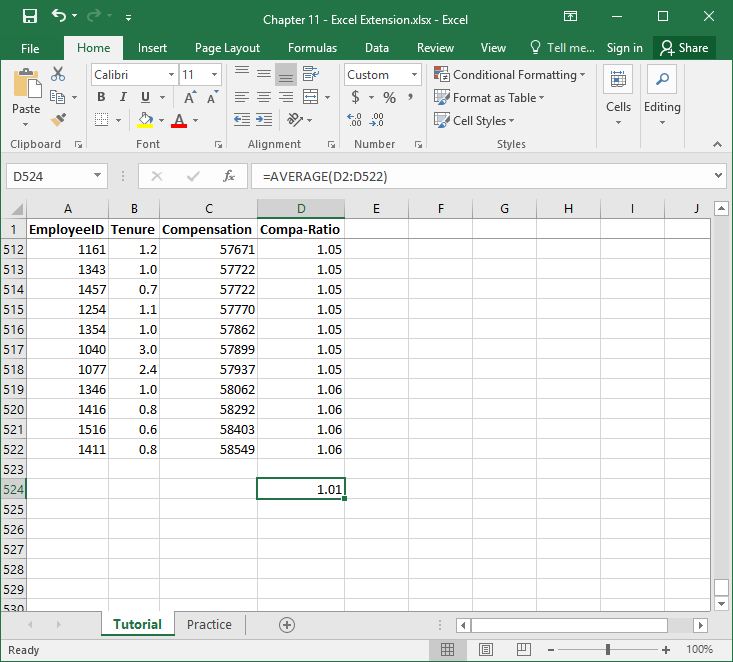 Chapter 11 - Excel Extension.xlsx - Excel
File Home Insert Page Layout Formulas Data Review View Tell me... Sign in Share
Paste
Calibri 11
B I U A A
A
Custom
$ % ,
.00 .0
Conditional Formatting
Format as Table
Cell Styles
Cells Editing
Clipboard Font Alignment Number Styles
D524 fx =AVERAGE(D2:D522)
A B C D E F G H I J
1 EmployeeID Tenure Compensation Compa-Ratio
512 1161 1.2 57671 1.05
513 1343 1.0 57722 1.05
514 1457 0.7 57722 1.05
515 1254 1.1 57770 1.05
516 1354 1.0 57862 1.05
517 1040 3.0 57899 1.05
518 1077 2.4 57937 1.05
519 1346 1.0 58062 1.06
520 1416 0.8 58292 1.06
521 1516 0.6 58403 1.06
522 1411 0.8 58549 1.06
523
524 1.01
525
526
527
528
529
530
Tutorial Practice
Ready 100%